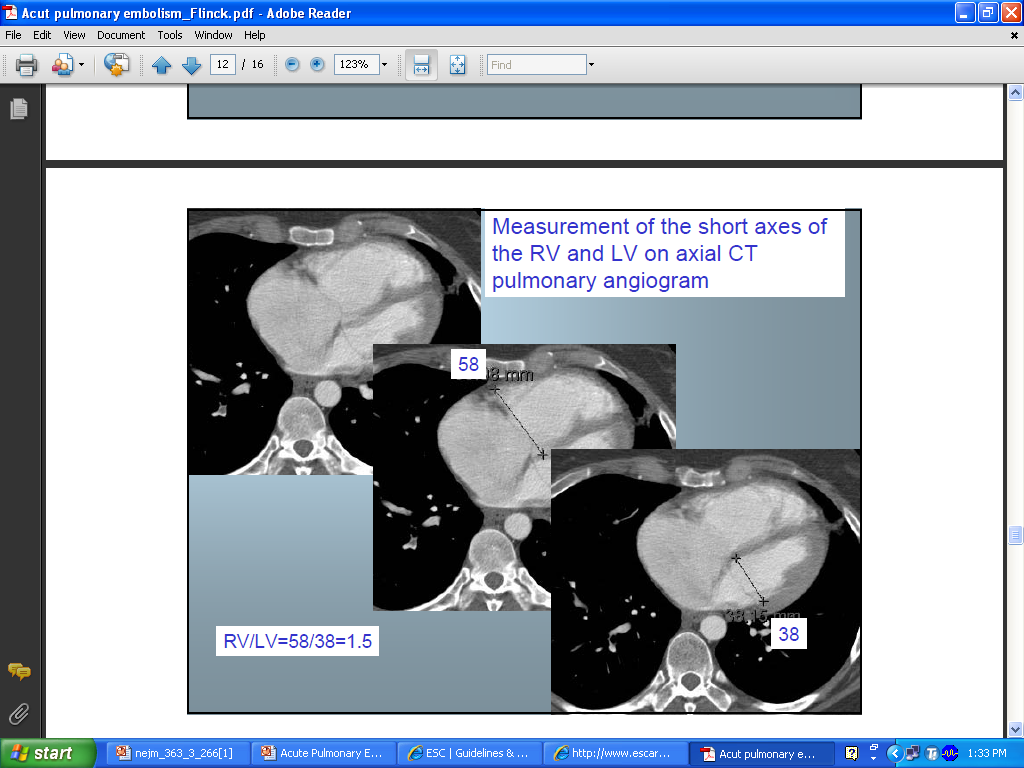 Acut pulmonary embolism_Flinck.pdf - Adobe Reader
File Edit View Document Tools Window Help
12 / 16 123% Find
Measurement of the short axes of
the RV and LV on axial CT
pulmonary angiogram
58
mm
38.15 mm
38
RV/LV=58/38=1.5
start nejm_363_3_266[1] Acute Pulmonary E... ESC | Guidelines & ... http://www.escar... Acut pulmonary e... 1:33 PM